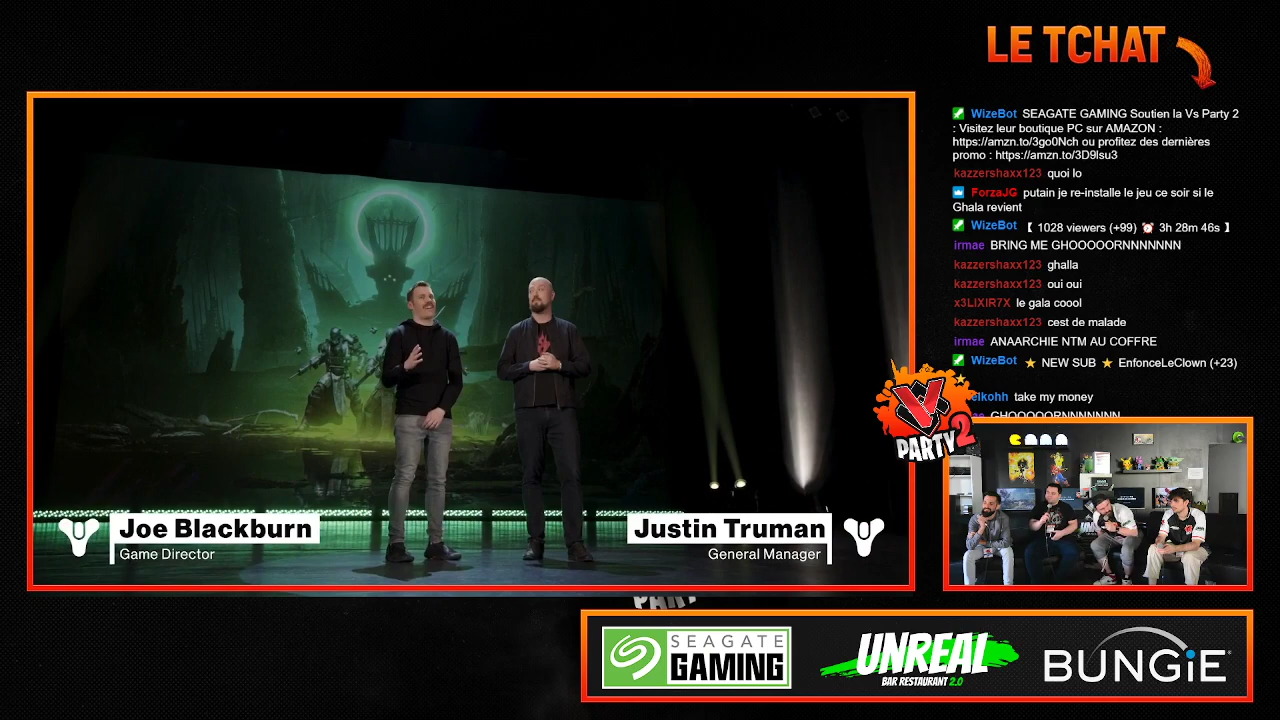 LE TCHAT
WizeBot SEAGATE GAMING Soutien la Vs Party 2
: Visitez leur boutique PC sur AMAZON :
https://amzn.to/3go0Nch ou profitez des dernières
promo : https://amzn.to/3D9lsu3
kazzershaxx123 quoi lo
ForzaJG putain je re-installe le jeu ce soir si le
Ghala revient
WizeBot 【 1028 viewers (+99) ⏰ 3h 28m 46s 】
irmae BRING ME GHOOOOORNNNNNNN
kazzershaxx123 ghalla
kazzershaxx123 oui oui
x3LIXIR7X le gala coool
kazzershaxx123 cest de malade
irmae ANAARCHIE NTM AU COFFRE
WizeBot ★ NEW SUB ★ EnfonceLeClown (+23)
elkohh take my money
GHOOOOORNNNNNNN
V PARTY 2
Joe Blackburn
Game Director
Justin Truman
General Manager
PARTY
SEAGATE
GAMING
UNREAL
BAR RESTAURANT 2.0
BUNGiE